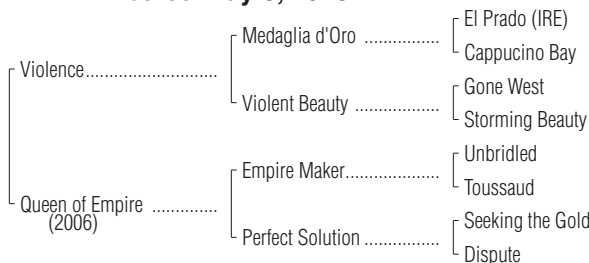 El Prado (IRE)
Medaglia d'Oro ................
Cappucino Bay
Violence............................
Gone West
Violent Beauty ..................
Storming Beauty
Unbridled
Empire Maker....................
Toussaud
Queen of Empire ..............
(2006)
Seeking the Gold
Perfect Solution ................
Dispute